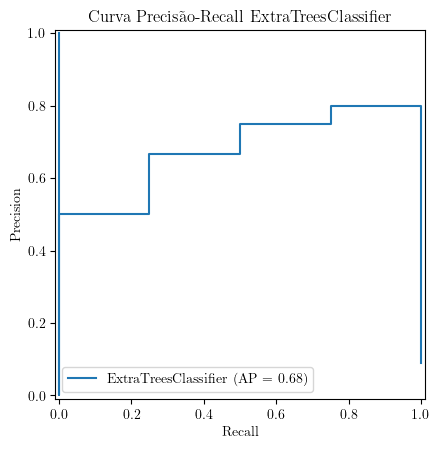 Curva Precisão-Recall ExtraTreesClassifier
1.0
0.8
0.6
0.4
0.2
0.0
Precision
ExtraTreesClassifier (AP = 0.68)
0.0 0.2 0.4 0.6 0.8 1.0
Recall